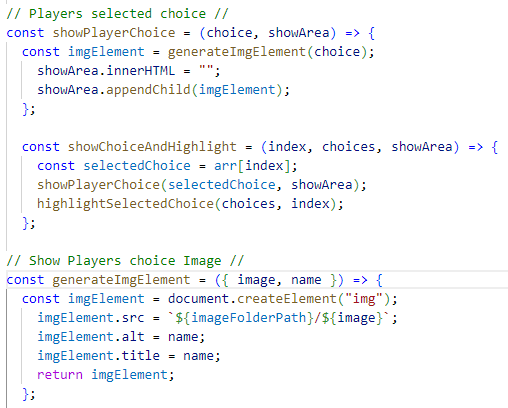 // Players selected choice //
const showPlayerChoice = (choice, showArea) => {
  const imgElement = generateImgElement(choice);
    showArea.innerHTML = "";
    showArea.appendChild(imgElement);
  };

  const showChoiceAndHighlight = (index, choices, showArea) => {
    const selectedChoice = arr[index];
    showPlayerChoice(selectedChoice, showArea);
    highlightSelectedChoice(choices, index);
  };

// Show Players choice Image //
const generateImgElement = ({ image, name }) => {
  const imgElement = document.createElement("img");
    imgElement.src = `${imageFolderPath}/${image}`;
    imgElement.alt = name;
    imgElement.title = name;
    return imgElement;
  };